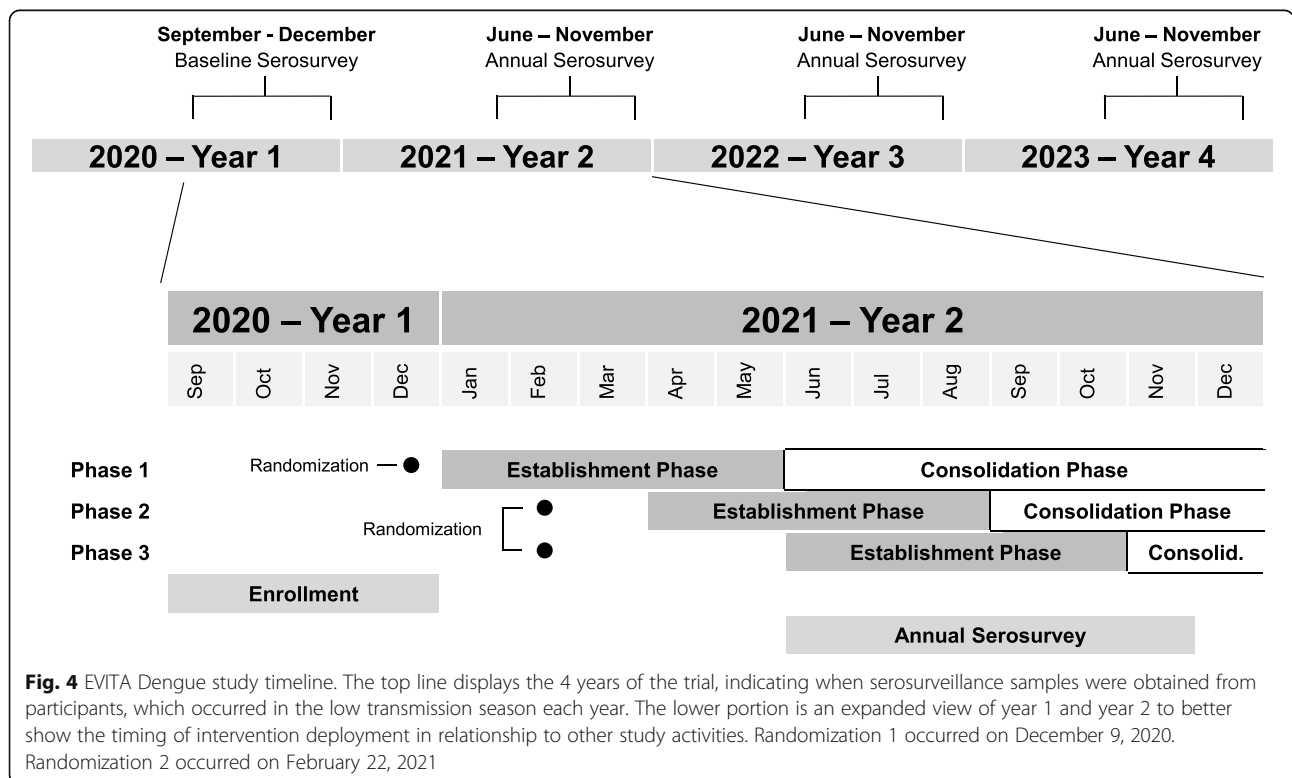 September - December
Baseline Serosurvey
June – November
Annual Serosurvey
June – November
Annual Serosurvey
June – November
Annual Serosurvey
2020 – Year 1
2021 – Year 2
2022 – Year 3
2023 – Year 4
2020 – Year 1
2021 – Year 2
Sep
Oct
Nov
Dec
Jan
Feb
Mar
Apr
May
Jun
Jul
Aug
Sep
Oct
Nov
Dec
Phase 1
Randomization
Establishment Phase
Consolidation Phase
Phase 2
Establishment Phase
Consolidation Phase
Randomization
Phase 3
Establishment Phase
Consolid.
Enrollment
Annual Serosurvey
Fig. 4 EVITA Dengue study timeline. The top line displays the 4 years of the trial, indicating when serosurveillance samples were obtained from
participants, which occurred in the low transmission season each year. The lower portion is an expanded view of year 1 and year 2 to better
show the timing of intervention deployment in relationship to other study activities. Randomization 1 occurred on December 9, 2020.
Randomization 2 occurred on February 22, 2021